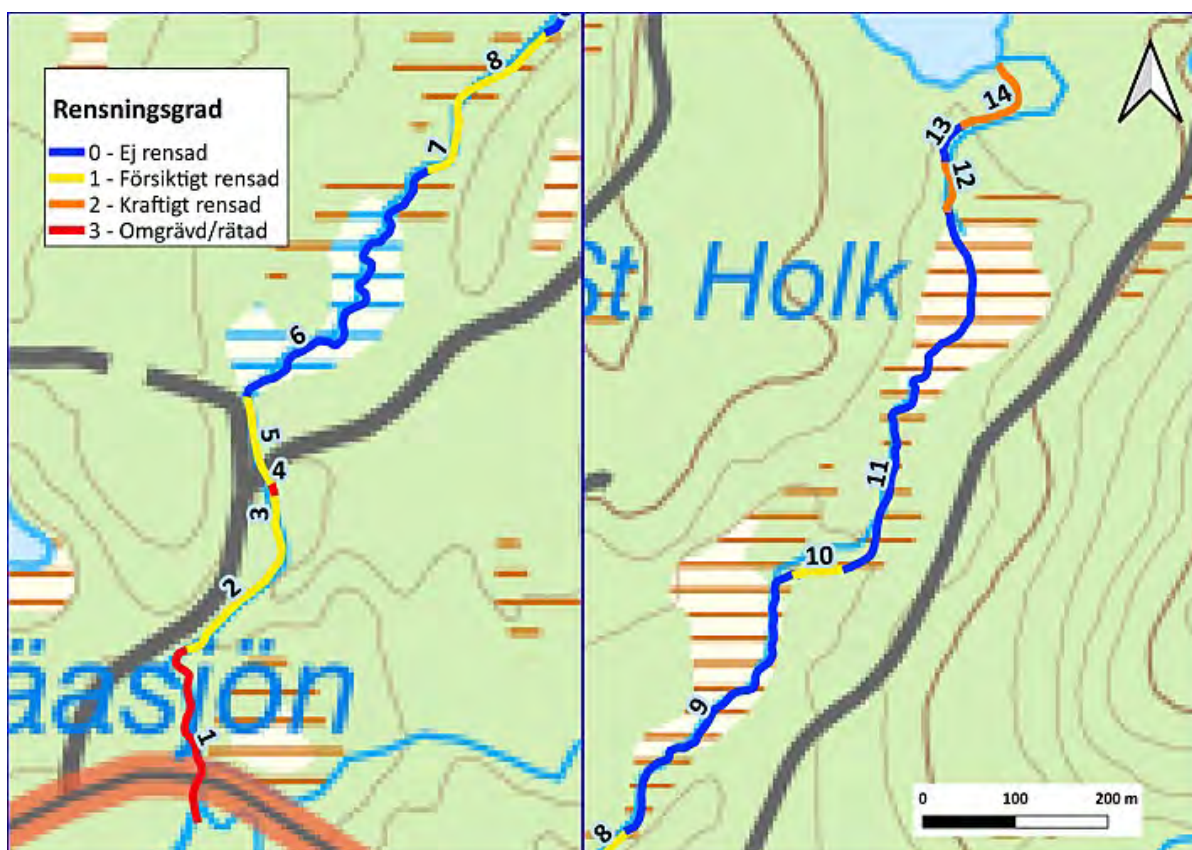 Rensningsgrad
0 - Ej rensad
1 - Försiktigt rensad
2 - Kraftigt rensad
3 - Omgrävd/rätad
8
7
6
5
4
3
2
äasjön
1
14
13
12
St. Holk
11
10
9
8
0 100 200 m